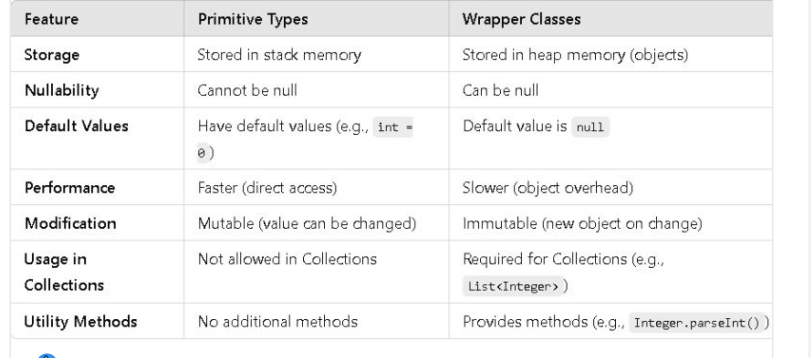 Feature Primitive Types Wrapper Classes
Storage Stored in stack memory Stored in heap memory (objects)
Nullability Cannot be null Can be null
Default Values Have default values (e.g., int = Default value is null
0 )
Performance Faster (direct access) Slower (object overhead)
Modification Mutable (value can be changed) Immutable (new object on change)
Usage in Not allowed in Collections Required for Collections (e.g.,
Collections List<Integer> )
Utility Methods No additional methods Provides methods (e.g., Integer.parseInt() )